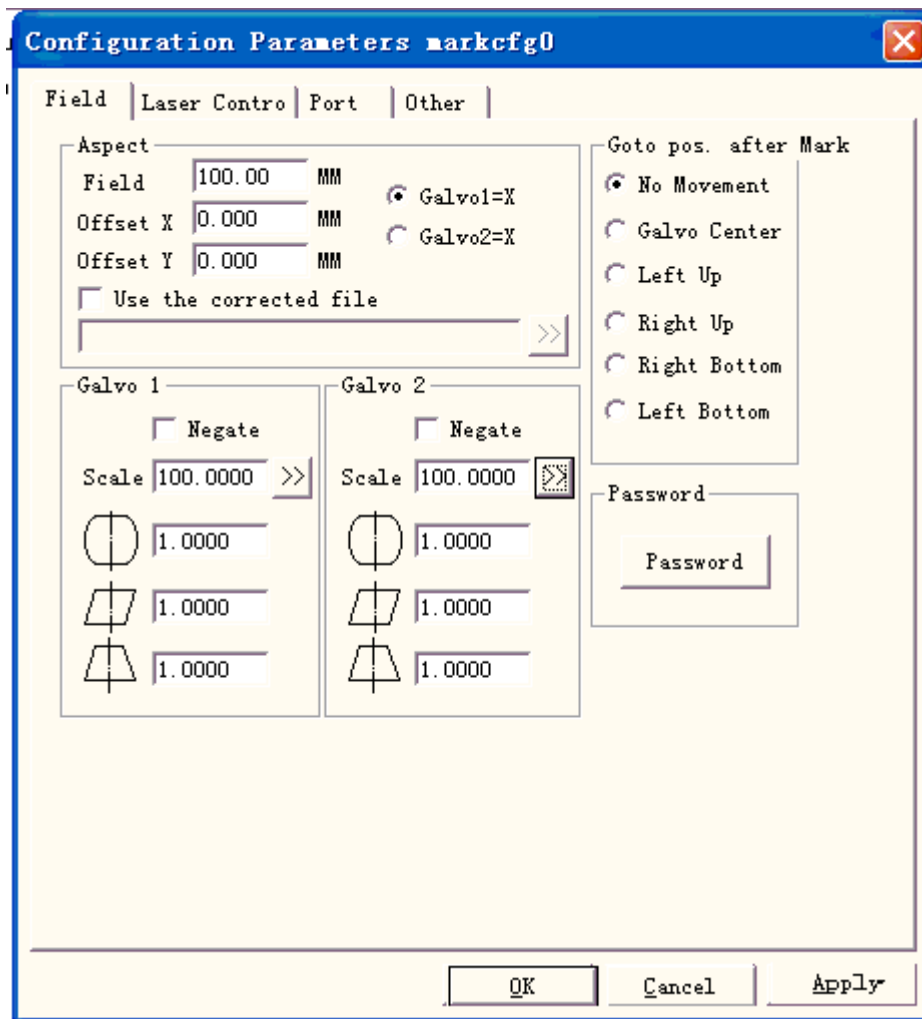 Configuration Parameters markcfg0
Field
Laser Contro
Port
Other
Aspect
Field 100.00 MM
Offset X 0.000 MM
Offset Y 0.000 MM
Galvo1=X
Galvo2=X
Use the corrected file
>>
Goto pos. after Mark
No Movement
Galvo Center
Left Up
Right Up
Right Bottom
Left Bottom
Galvo 1
Negate
Scale 100.0000 >>
1.0000
1.0000
1.0000
Galvo 2
Negate
Scale 100.0000 >>
1.0000
1.0000
1.0000
Password
Password
OK
Cancel
Apply